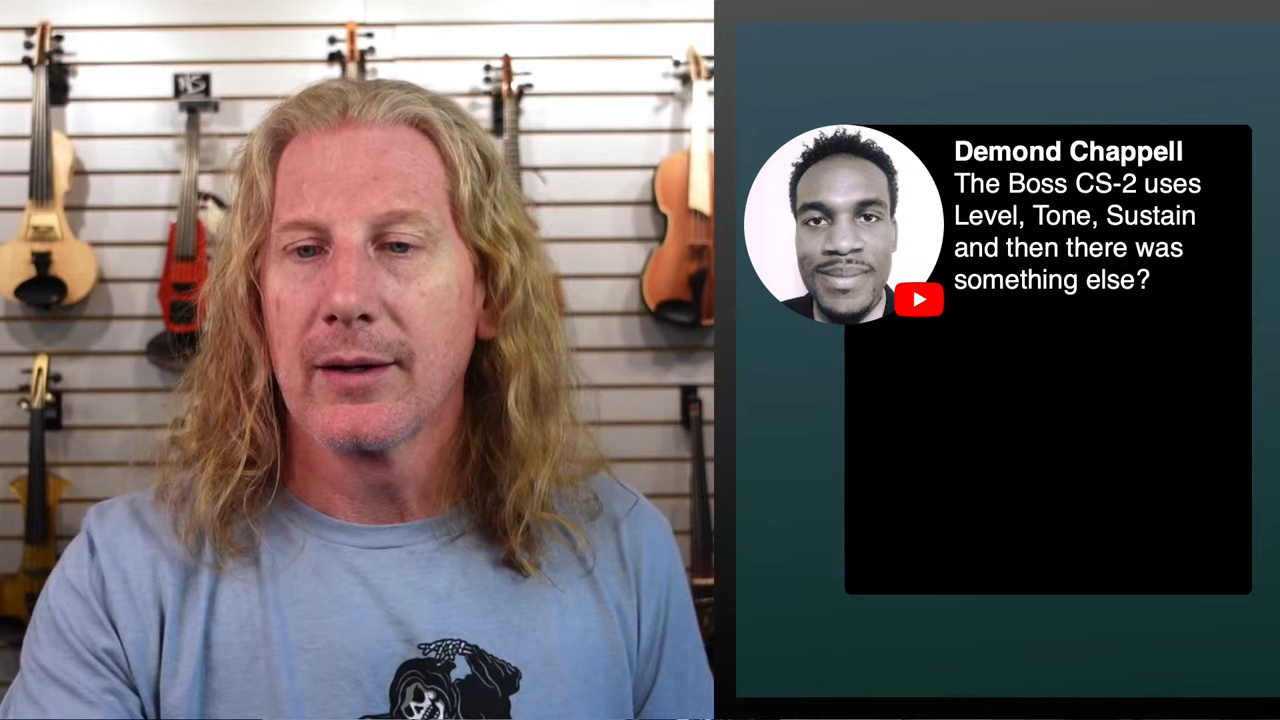 Demond Chappell
The Boss CS-2 uses
Level, Tone, Sustain
and then there was
something else?